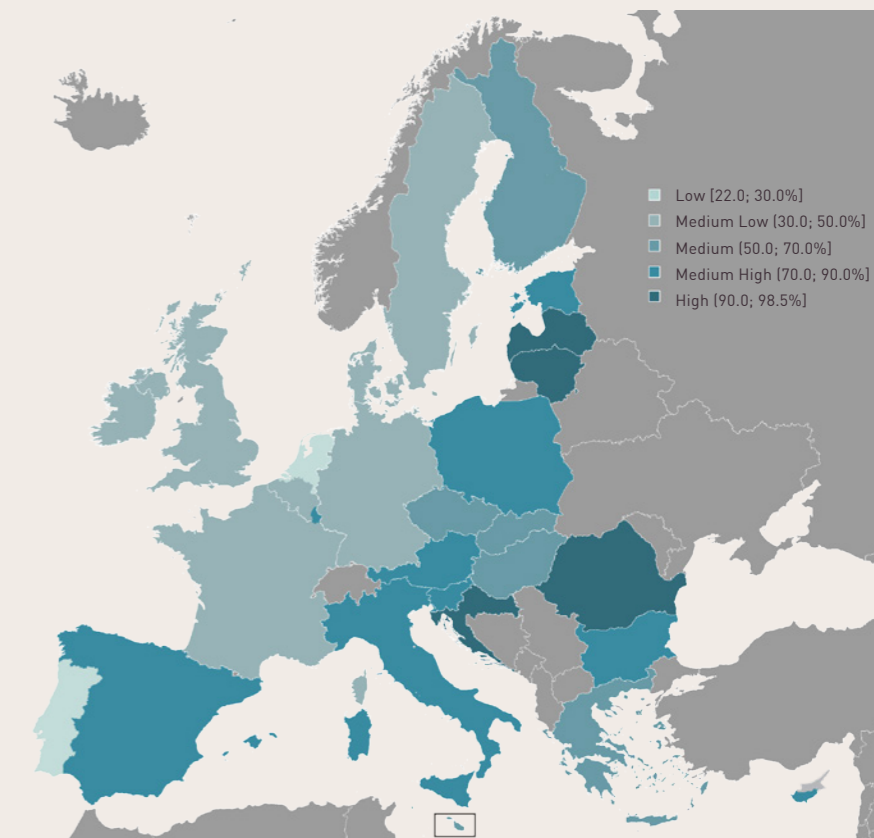 Low [22.0; 30.0%]
Medium Low (30.0; 50.0%]
Medium (50.0; 70.0%]
Medium High (70.0; 90.0%]
High (90.0; 98.5%]